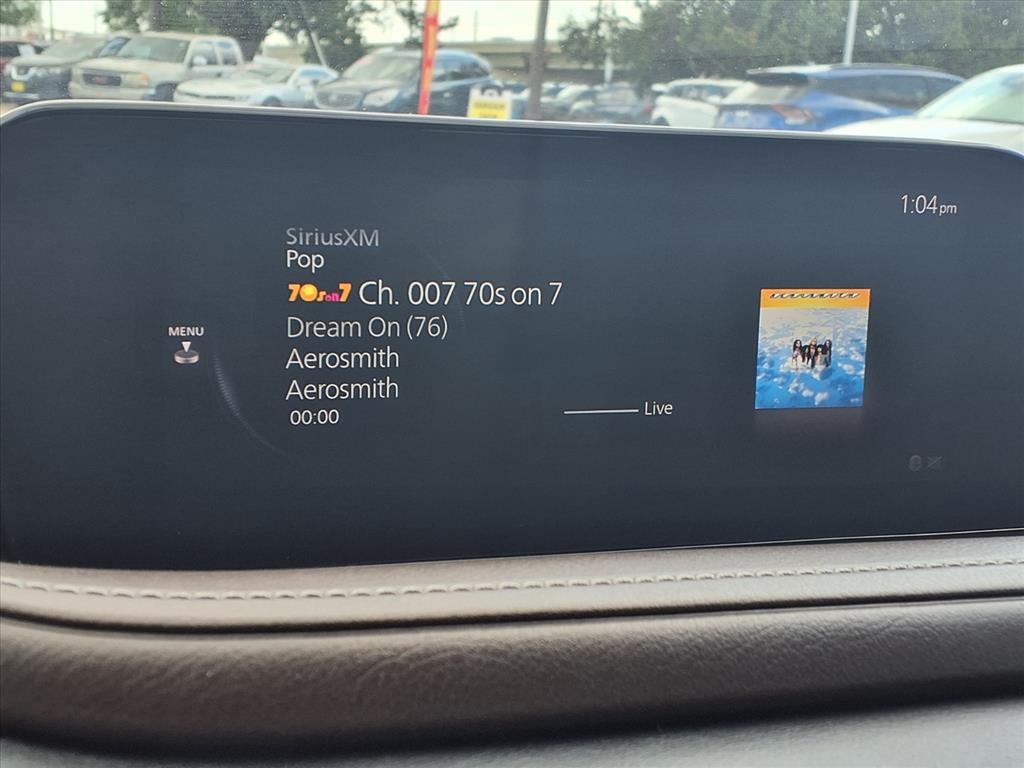 1:04pm
SiriusXM
Pop
70s on 7 Ch. 007 70s on 7
MENU
Dream On (76)
Aerosmith
Aerosmith
00:00
Live
AEROSMITH